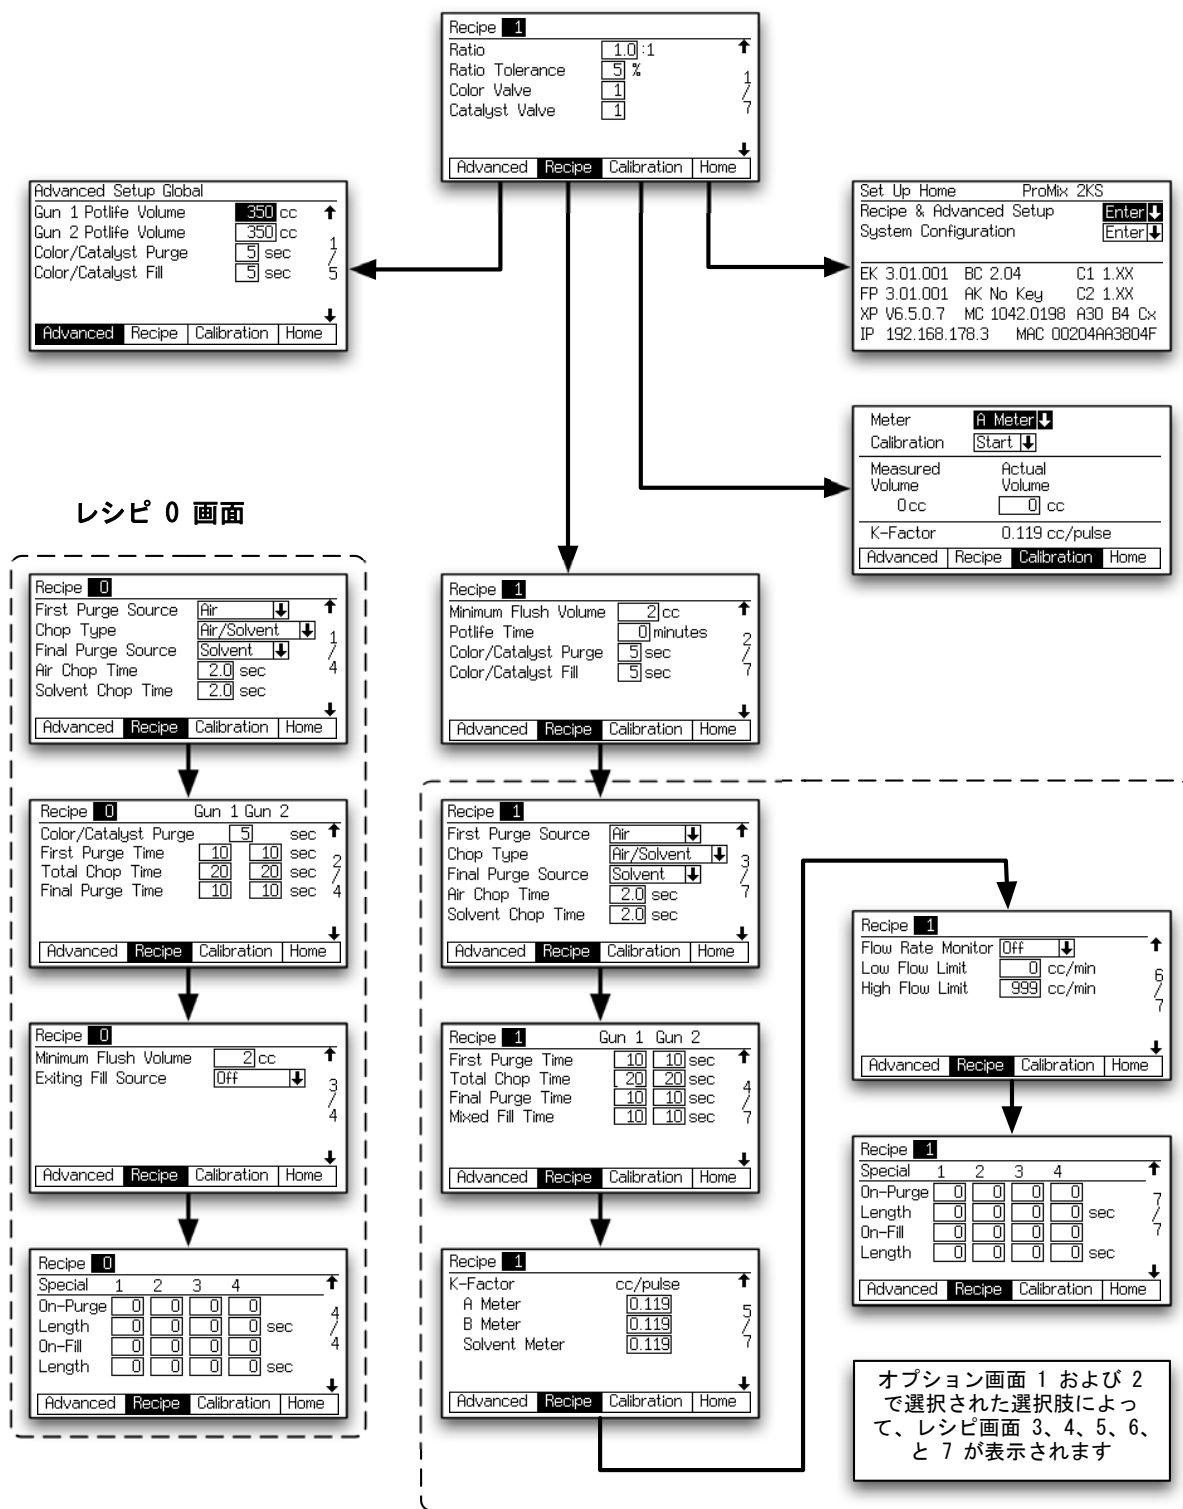 Recipe 1
Ratio 1.0 :1
Ratio Tolerance 5 %
Color Valve 1
Catalyst Valve 1
1/7
Advanced Recipe Calibration Home
Advanced Setup Global
Gun 1 Potlife Volume 350 cc
Gun 2 Potlife Volume 350 cc
Color/Catalyst Purge 5 sec
Color/Catalyst Fill 5 sec
1/5
Advanced Recipe Calibration Home
Set Up Home ProMix 2KS
Recipe & Advanced Setup Enter
System Configuration Enter
EK 3.01.001 BC 2.04 C1 1.XX
FP 3.01.001 AK No Key C2 1.XX
XP V6.5.0.7 MC 1042.0198 A30 B4 Cx
IP 192.168.178.3 MAC 00204AA3804F
Meter A Meter
Calibration Start
Measured Volume Actual Volume
0cc 0 cc
K-Factor 0.119 cc/pulse
Advanced Recipe Calibration Home
レシピ 0 画面
Recipe 0
First Purge Source Air
Chop Type Air/Solvent
Final Purge Source Solvent
Air Chop Time 2.0 sec
Solvent Chop Time 2.0 sec
1/4
Advanced Recipe Calibration Home
Recipe 0 Gun 1 Gun 2
Color/Catalyst Purge 5 sec
First Purge Time 10 10 sec
Total Chop Time 20 20 sec
Final Purge Time 10 10 sec
2/4
Advanced Recipe Calibration Home
Recipe 0
Minimum Flush Volume 2 cc
Exiting Fill Source Off
3/4
Advanced Recipe Calibration Home
Recipe 0
Special 1 2 3 4
On-Purge 0 0 0 0
Length 0 0 0 0 sec
On-Fill 0 0 0 0
Length 0 0 0 0 sec
4/4
Advanced Recipe Calibration Home
Recipe 1
Minimum Flush Volume 2 cc
Potlife Time 0 minutes
Color/Catalyst Purge 5 sec
Color/Catalyst Fill 5 sec
2/7
Advanced Recipe Calibration Home
Recipe 1
First Purge Source Air
Chop Type Air/Solvent
Final Purge Source Solvent
Air Chop Time 2.0 sec
Solvent Chop Time 2.0 sec
3/7
Advanced Recipe Calibration Home
Recipe 1 Gun 1 Gun 2
First Purge Time 10 10 sec
Total Chop Time 20 20 sec
Final Purge Time 10 10 sec
Mixed Fill Time 10 10 sec
4/7
Advanced Recipe Calibration Home
Recipe 1
K-Factor cc/pulse
A Meter 0.119
B Meter 0.119
Solvent Meter 0.119
5/7
Advanced Recipe Calibration Home
Recipe 1
Flow Rate Monitor Off
Low Flow Limit 0 cc/min
High Flow Limit 999 cc/min
6/7
Advanced Recipe Calibration Home
Recipe 1
Special 1 2 3 4
On-Purge 0 0 0 0
Length 0 0 0 0 sec
On-Fill 0 0 0 0
Length 0 0 0 0 sec
7/7
Advanced Recipe Calibration Home
オプション画面 1 および 2
で選択された選択肢によっ
て、レシピ画面 3、4、5、6、
と 7 が表示されます